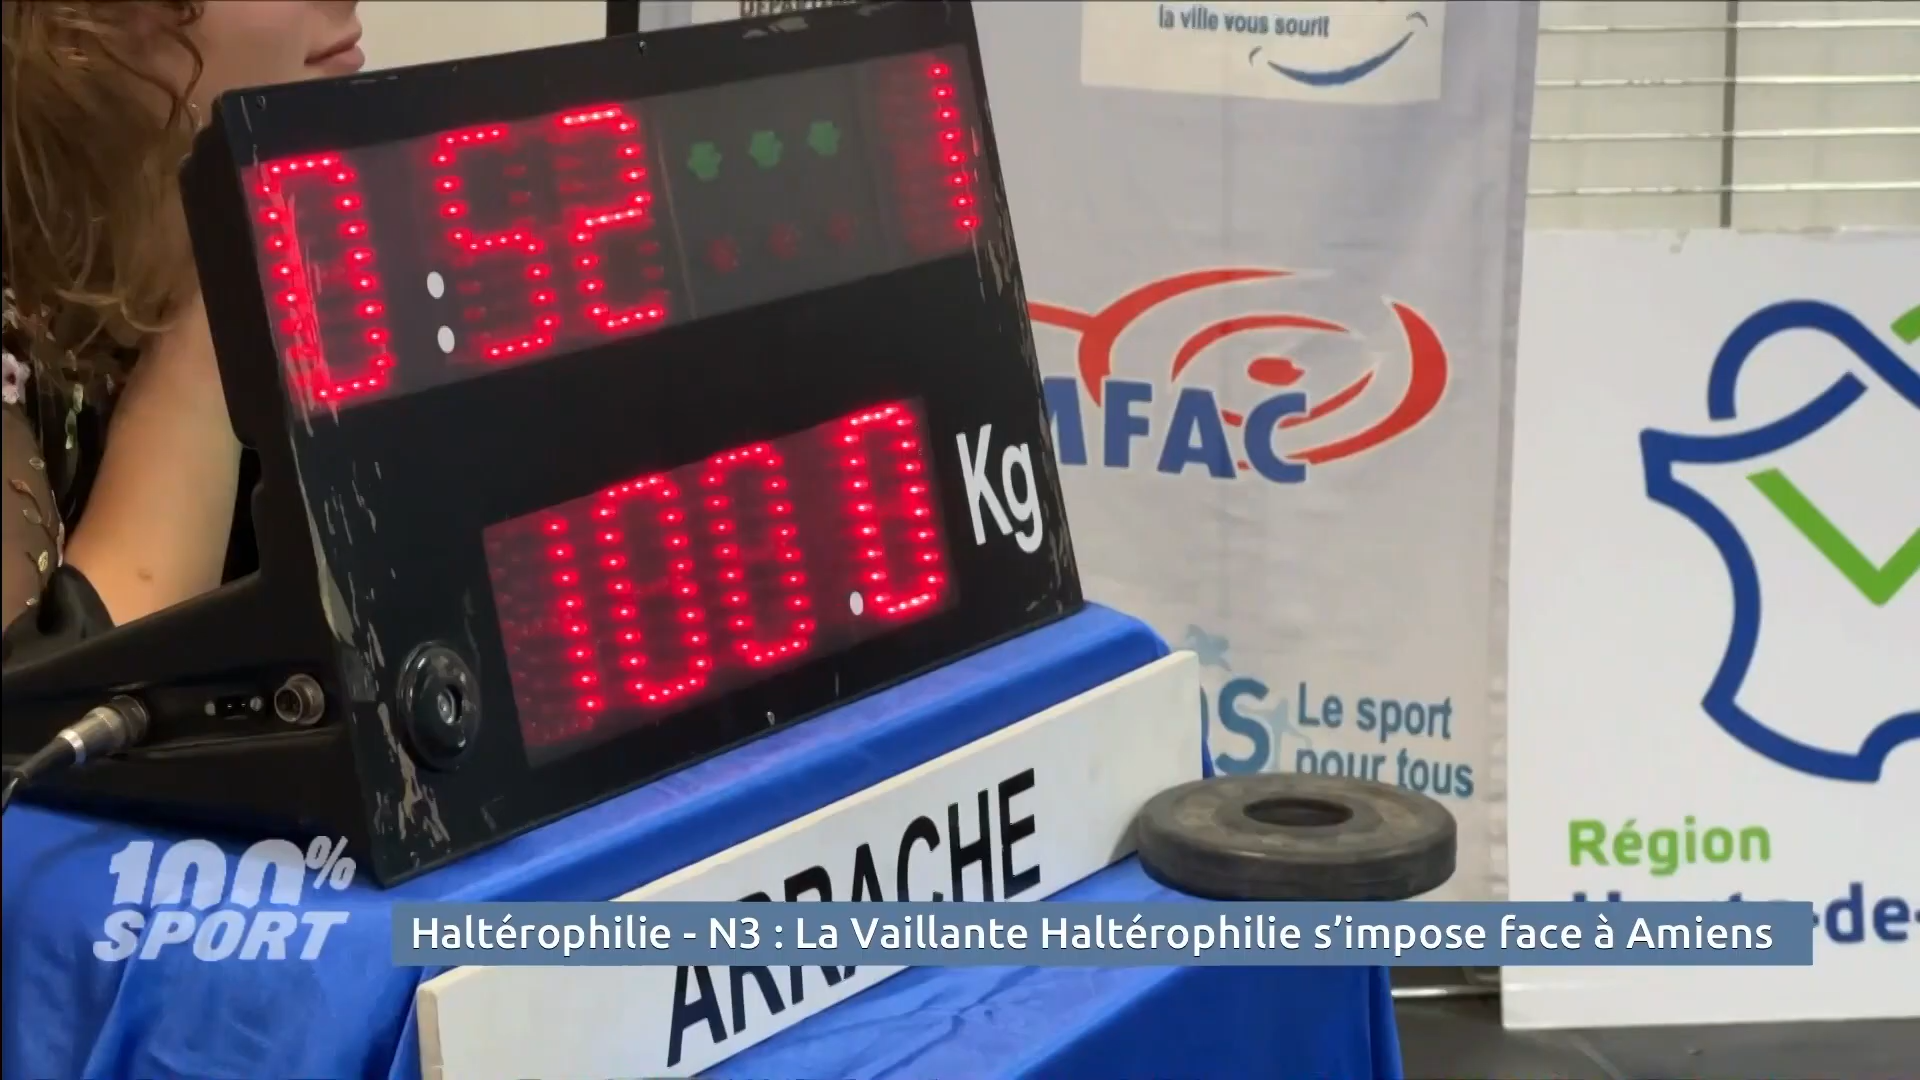 la ville vous sourit
0:52 1
100.0 Kg
MFAC
Le sport
pour tous
ARRACHE
ARRACHE
Région
100%
SPORT
Haltérophilie - N3 : La Vaillante Haltérophilie s’impose face à Amiens